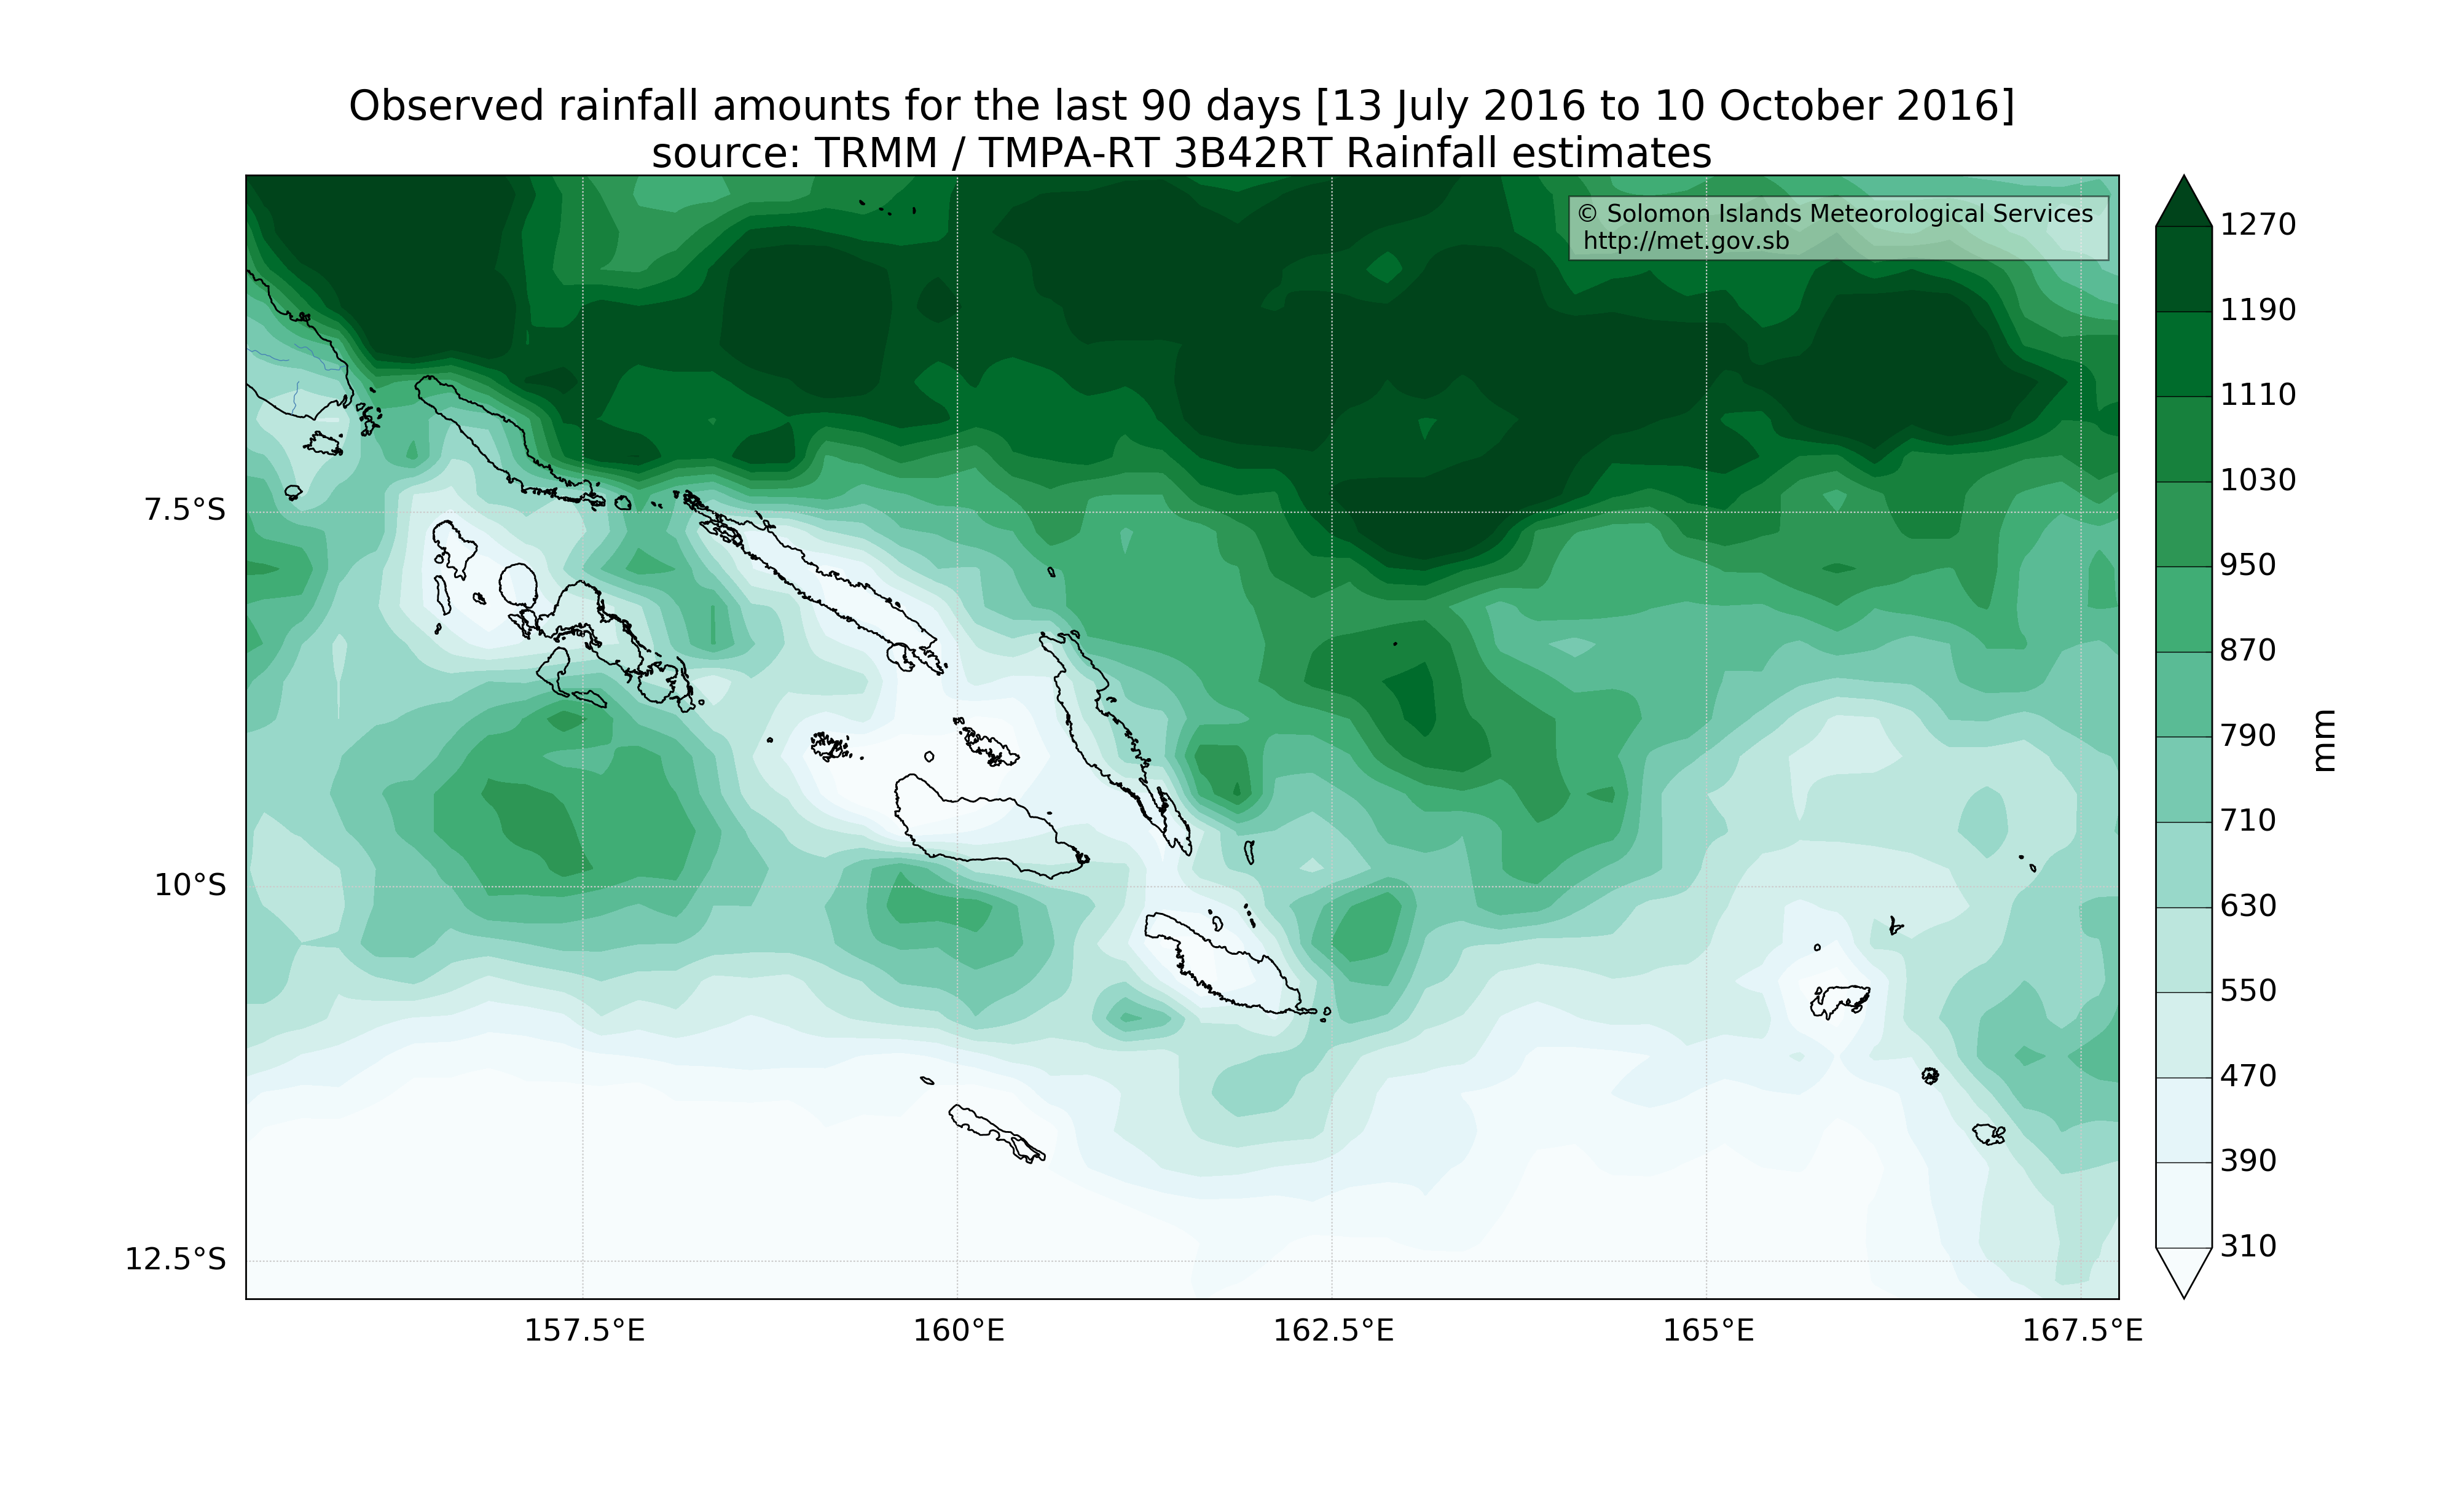 Observed rainfall amounts for the last 90 days [13 July 2016 to 10 October 2016]
source: TRMM / TMPA-RT 3B42RT Rainfall estimates
© Solomon Islands Meteorological Services
http://met.gov.sb
7.5°S
10°S
12.5°S
157.5°E
160°E
162.5°E
165°E
167.5°E
1270
1190
1110
1030
950
870
790
710
630
550
470
390
310
mm